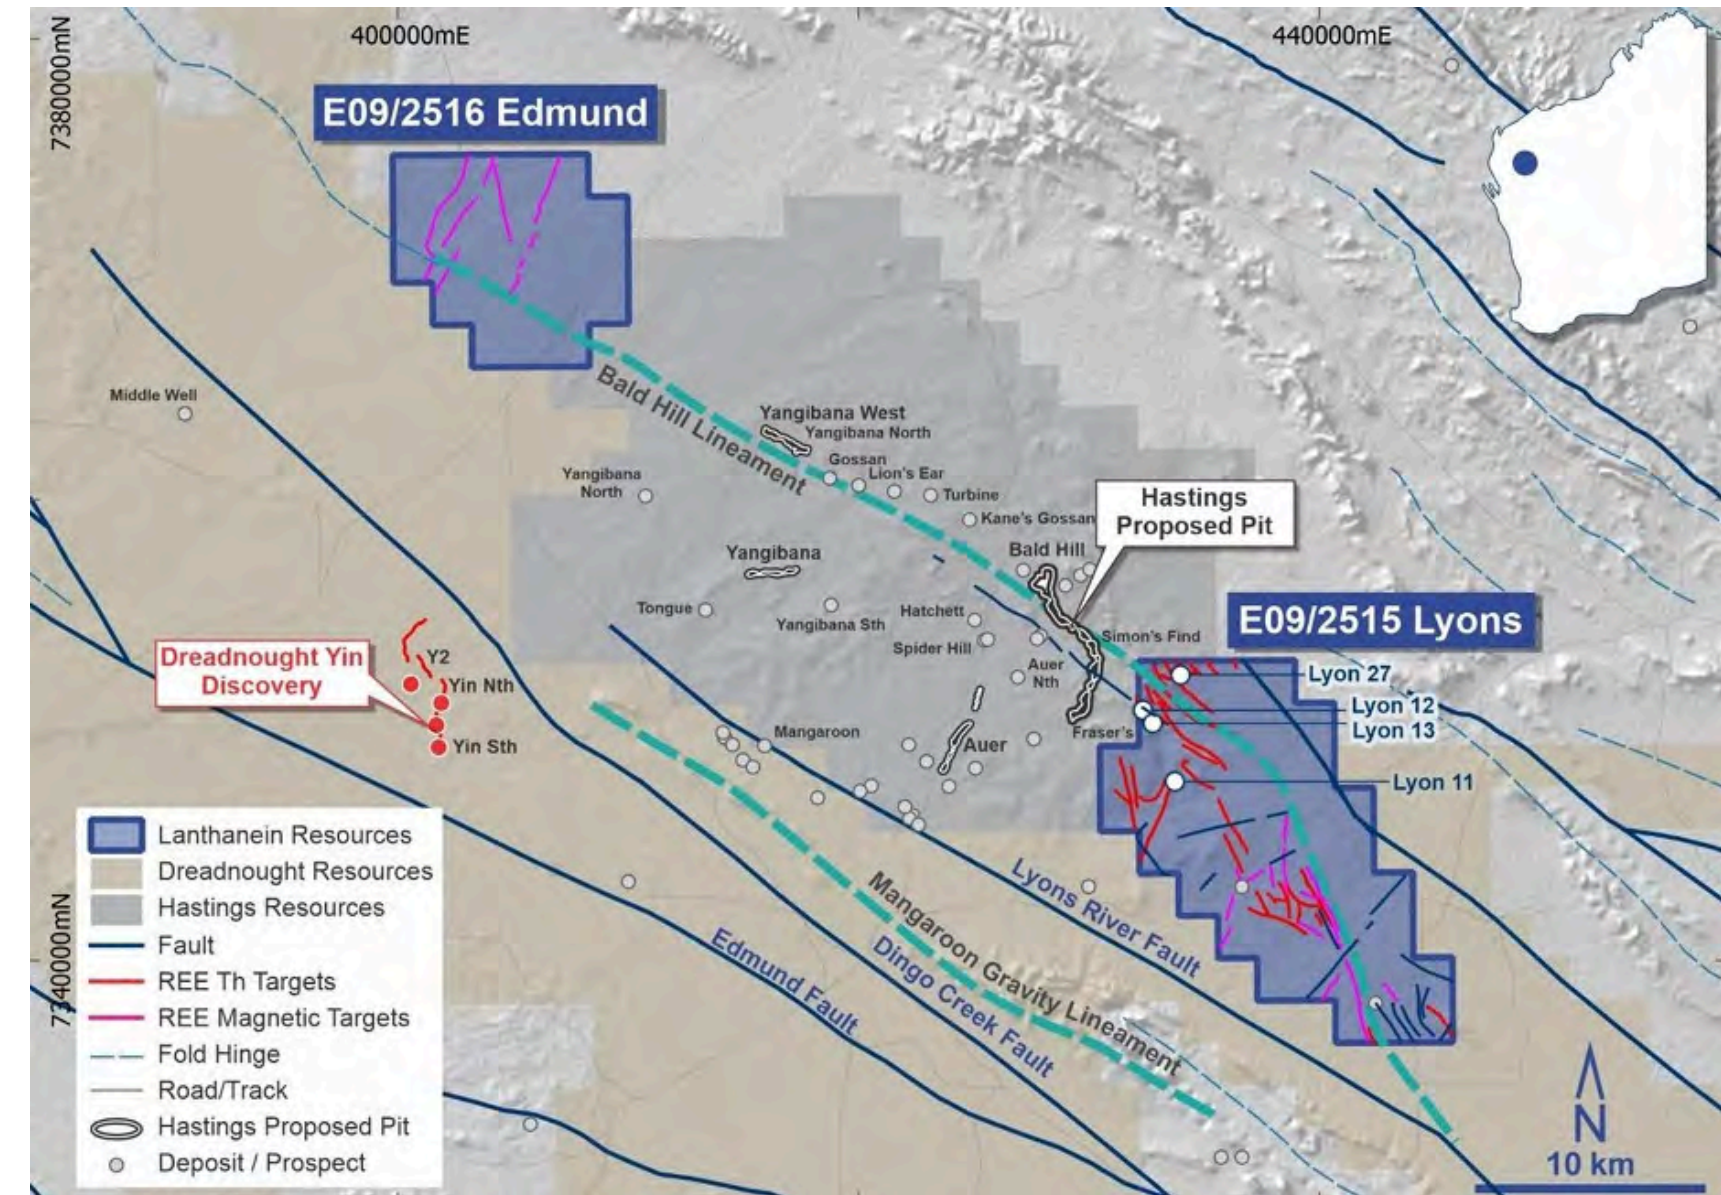 400000mE
440000mE
7380000mN
E09/2516 Edmund
Middle Well
Bald Hill Lineament
Yangibana West
Yangibana North
Gossan
Lion's Ear
Yangibana
North
Turbine
Kane's Gossan
Hastings
Proposed Pit
Yangibana
Bald Hill
Tongue
Yangibana Sth
Hatchett
Spider Hill
Simon's Find
E09/2515 Lyons
Auer
Nth
Lyon 27
Lyon 12
Lyon 13
Fraser's
Lyon 11
Dreadnought Yin
Discovery
Y2
Yin Nth
Yin Sth
Mangaroon
Auer
Lyons River Fault
Mangaroon Gravity Lineament
Dingo Creek Fault
Edmund Fault
7340000mN
Lanthanein Resources
Dreadnought Resources
Hastings Resources
Fault
REE Th Targets
REE Magnetic Targets
Fold Hinge
Road/Track
Hastings Proposed Pit
Deposit / Prospect
N
10 km